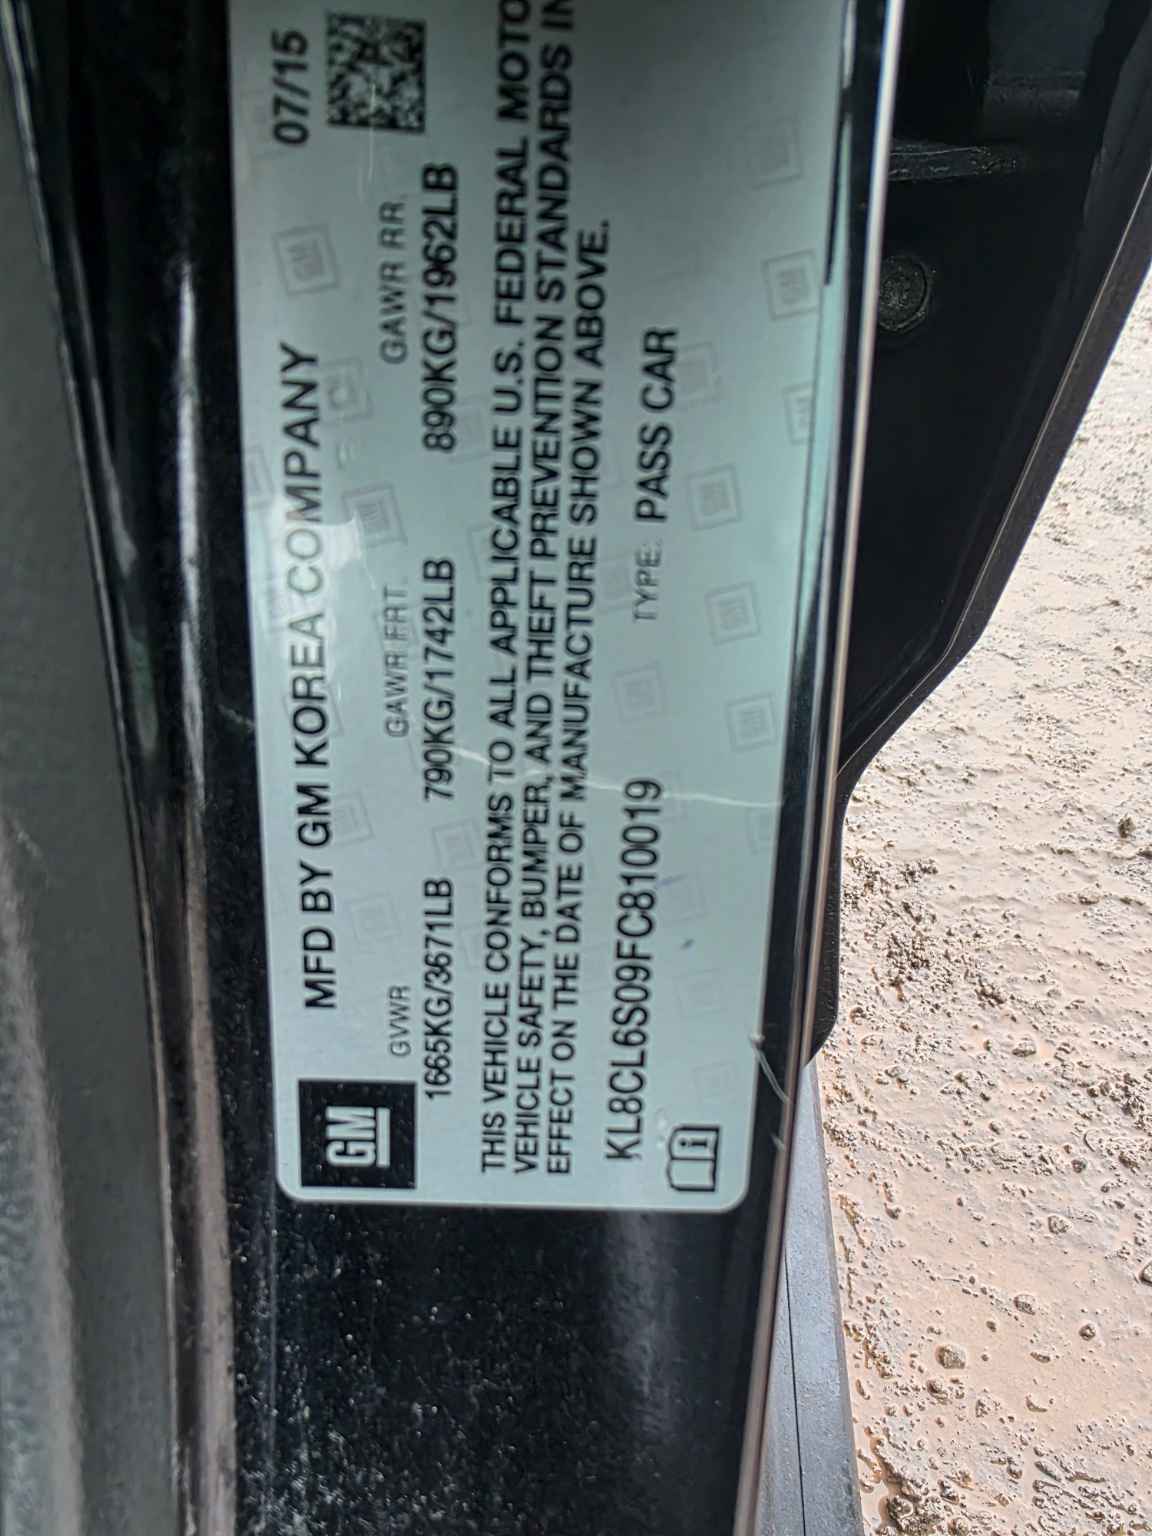 GM
MFD BY GM KOREA COMPANY 07/15
GVWR GAWR FRT. GAWR RR.
1665KG/3671LB 790KG/1742LB 890KG/1962LB
THIS VEHICLE CONFORMS TO ALL APPLICABLE U.S. FEDERAL MOTO
VEHICLE SAFETY, BUMPER, AND THEFT PREVENTION STANDARDS IN
EFFECT ON THE DATE OF MANUFACTURE SHOWN ABOVE.
KL8CL6S09FC810019 TYPE: PASS CAR